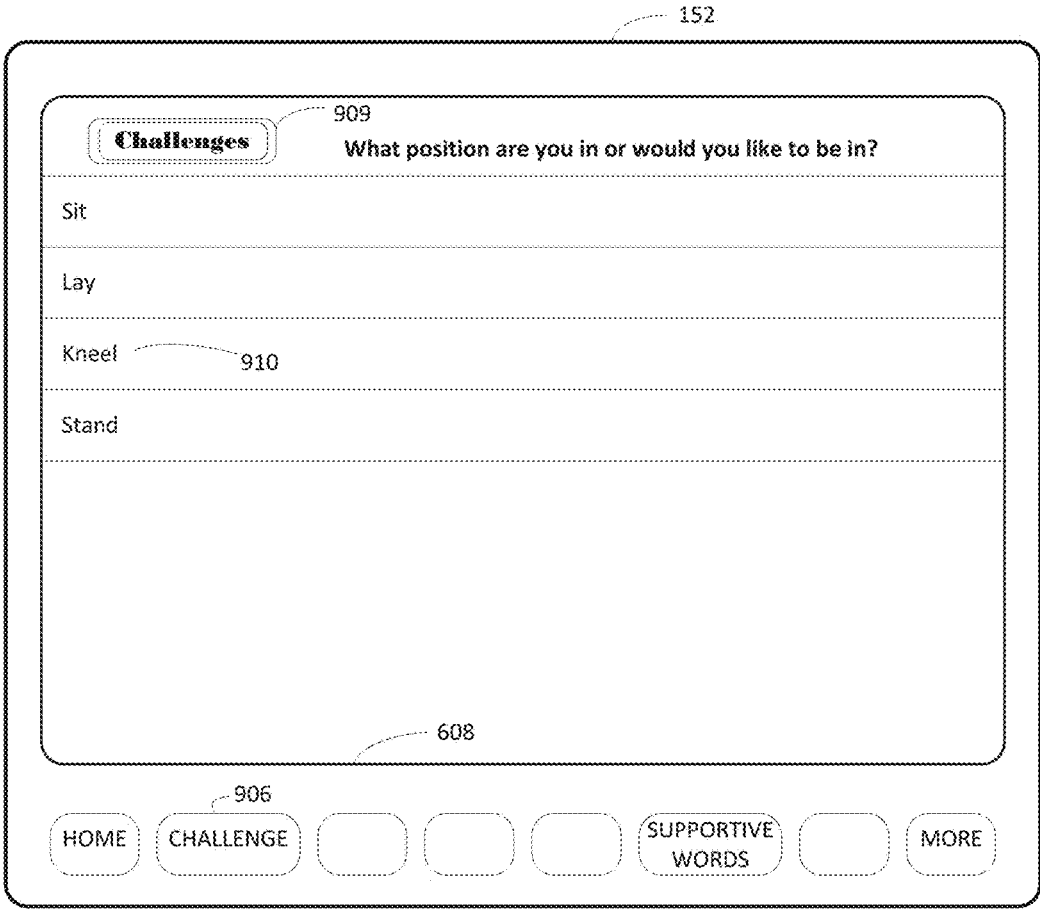 152
909
Challenges
What position are you in or would you like to be in?
Sit
Lay
Kneel
910
Stand
608
906
HOME
CHALLENGE
SUPPORTIVE
WORDS
MORE